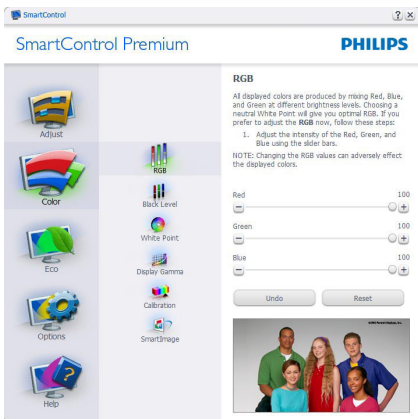 SmartControl
SmartControl Premium
PHILIPS
Adjust
Color
Eco
Options
Help
RGB
Black Level
White Point
Display Gamma
Calibration
SmartImage
RGB
All displayed colors are produced by mixing Red, Blue,
and Green at different brightness levels. Choosing a
neutral White Point will give you optimal RGB. If you
prefer to adjust the RGB now, follow these steps:
1. Adjust the intensity of the Red, Green, and
Blue using the slider bars.
NOTE: Changing the RGB values can adversely effect
the displayed colors.
Red 100
Green 100
Blue 100
Undo
Reset